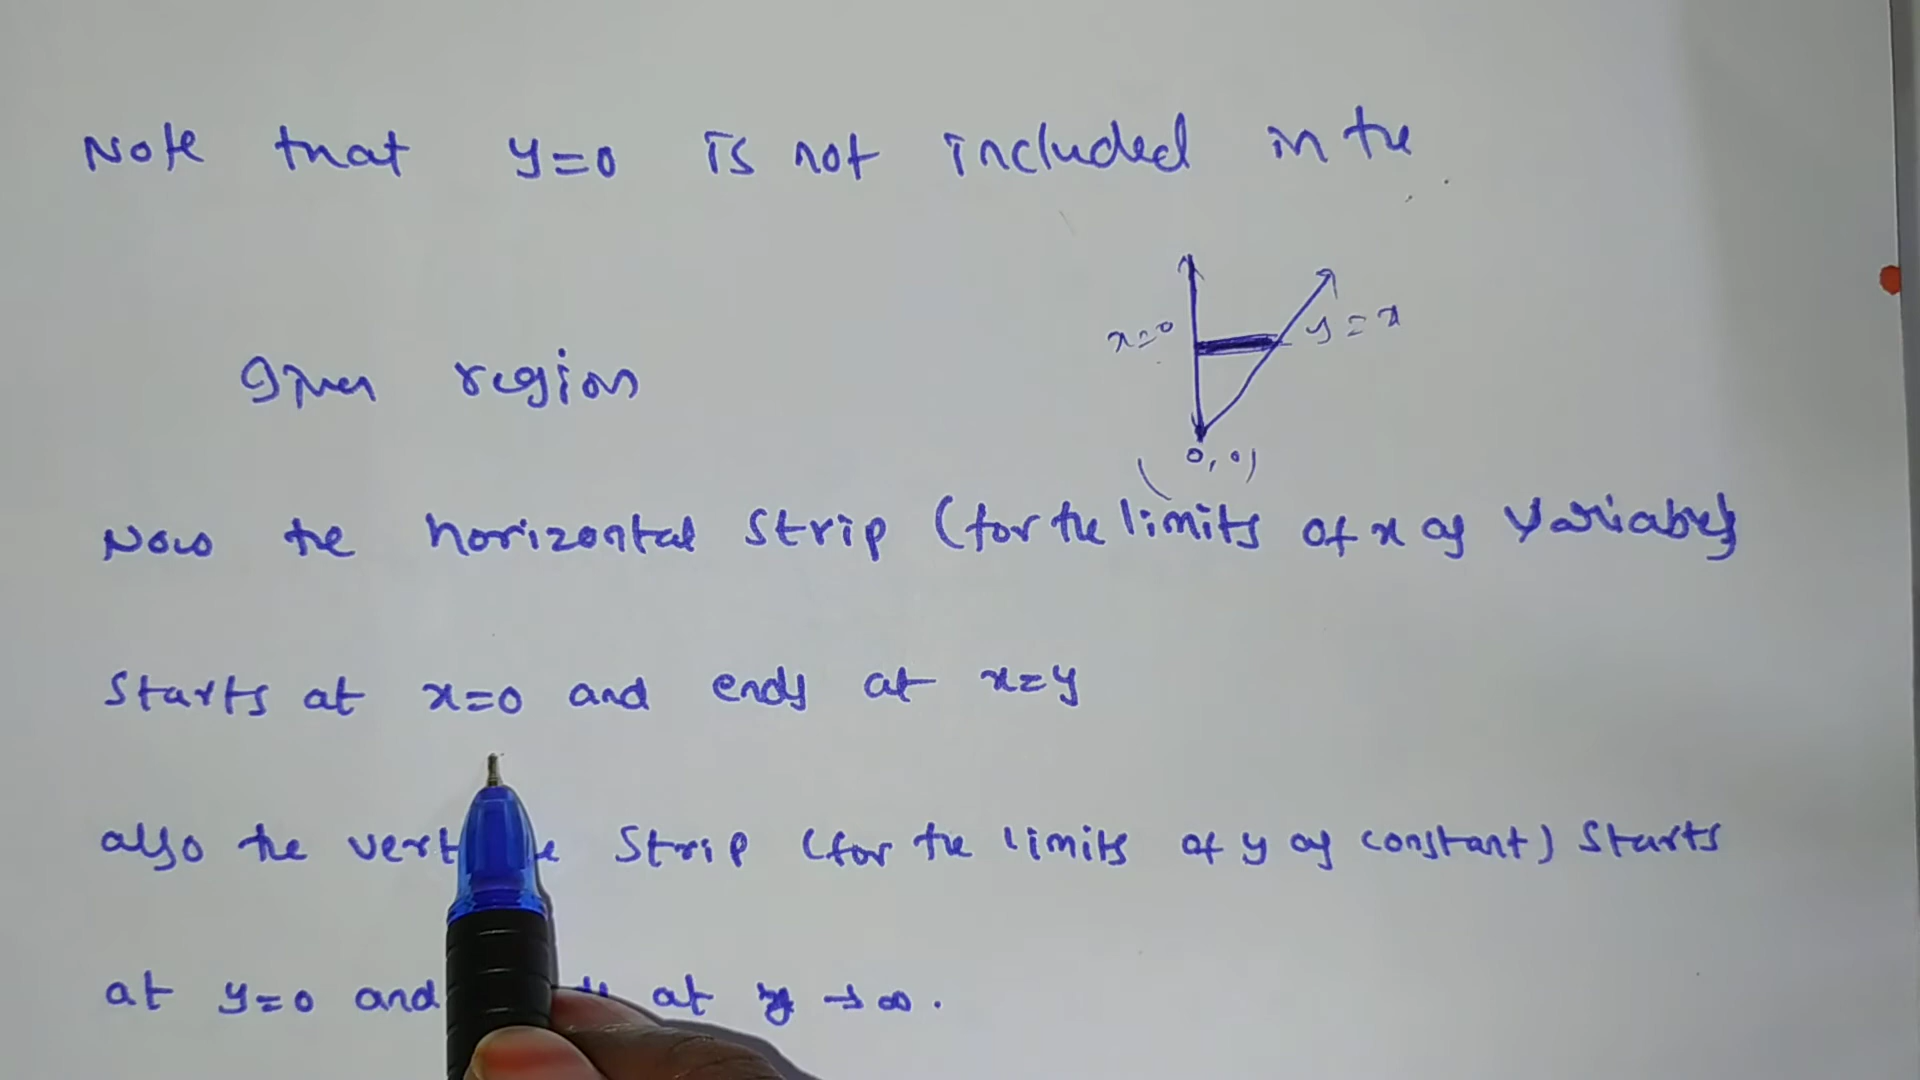 Note that y=0 is not included in the
x=0
y=x
Given region
(0,0)
Now the horizontal strip (for the limits of x as variable)
starts at x=0 and ends at x=y
also the strip (for the limits of y as constant) starts
at y=0 and at y → ∞.